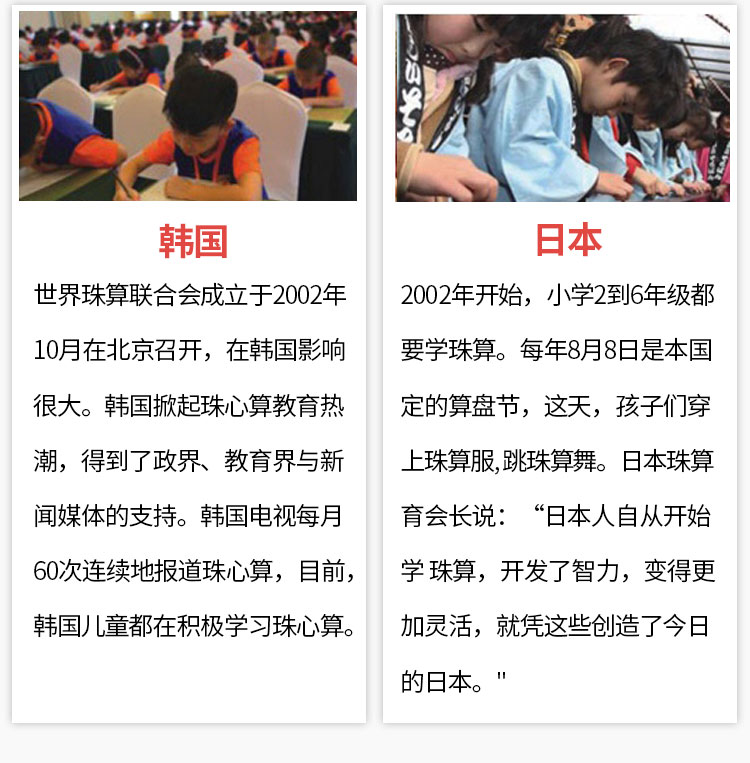 韩国
世界珠算联合会成立于2002年
10月在北京召开，在韩国影响
很大。韩国掀起珠心算教育热
潮，得到了政界、教育界与新
闻媒体的支持。韩国电视每月
60次连续地报道珠心算，目前，
韩国儿童都在积极学习珠心算。
日本
2002年开始，小学2到6年级都
要学珠算。每年8月8日是本国
定的算盘节，这天，孩子们穿
上珠算服,跳珠算舞。日本珠算
育会长说：“日本人自从开始
学 珠算，开发了智力，变得更
加灵活，就凭这些创造了今日
的日本。"